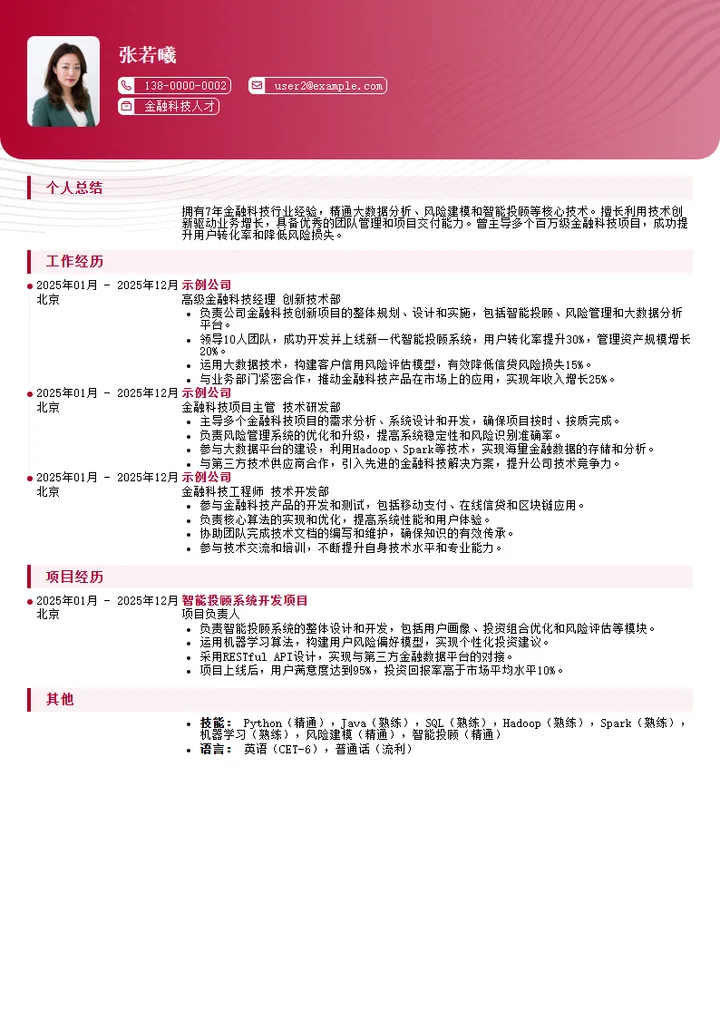 张若曦
138-0000-0002
user2@example.com
金融科技人才
个人总结
拥有7年金融科技行业经验，精通大数据分析、风险建模和智能投顾等核心技术。擅长利用技术创
新驱动业务增长，具备优秀的团队管理和项目交付能力。曾主导多个百万级金融科技项目，成功提
升用户转化率和降低风险损失。
工作经历
2025年01月 - 2025年12月 示例公司
北京
高级金融科技经理 创新技术部
• 负责公司金融科技创新项目的整体规划、设计和实施，包括智能投顾、风险管理和大数据分析
平台。
• 领导10人团队，成功开发并上线新一代智能投顾系统，用户转化率提升30%，管理资产规模增长
20%。
• 运用大数据技术，构建客户信用风险评估模型，有效降低信贷风险损失15%。
• 与业务部门紧密合作，推动金融科技产品在市场上的应用，实现年收入增长25%。
2025年01月 - 2025年12月 示例公司
北京
金融科技项目主管 技术研发部
• 主导多个金融科技项目的需求分析、系统设计和开发，确保项目按时、按质完成。
• 负责风险管理系统的优化和升级，提高系统稳定性和风险识别准确率。
• 参与大数据平台的建设，利用Hadoop、Spark等技术，实现海量金融数据的存储和分析。
• 与第三方技术供应商合作，引入先进的金融科技解决方案，提升公司技术竞争力。
2025年01月 - 2025年12月 示例公司
北京
金融科技工程师 技术开发部
• 参与金融科技产品的开发和测试，包括移动支付、在线信贷和区块链应用。
• 负责核心算法的实现和优化，提高系统性能和用户体验。
• 协助团队完成技术文档的编写和维护，确保知识的有效传承。
• 参与技术交流和培训，不断提升自身技术水平和专业能力。
项目经历
2025年01月 - 2025年12月 智能投顾系统开发项目
北京
项目负责人
• 负责智能投顾系统的整体设计和开发，包括用户画像、投资组合优化和风险评估等模块。
• 运用机器学习算法，构建用户风险偏好模型，实现个性化投资建议。
• 采用RESTful API设计，实现与第三方金融数据平台的对接。
• 项目上线后，用户满意度达到95%，投资回报率高于市场平均水平10%。
其他
• 技能： Python（精通），Java（熟练），SQL（熟练），Hadoop（熟练），Spark（熟练），
机器学习（熟练），风险建模（精通），智能投顾（精通）
• 语言： 英语（CET-6），普通话（流利）